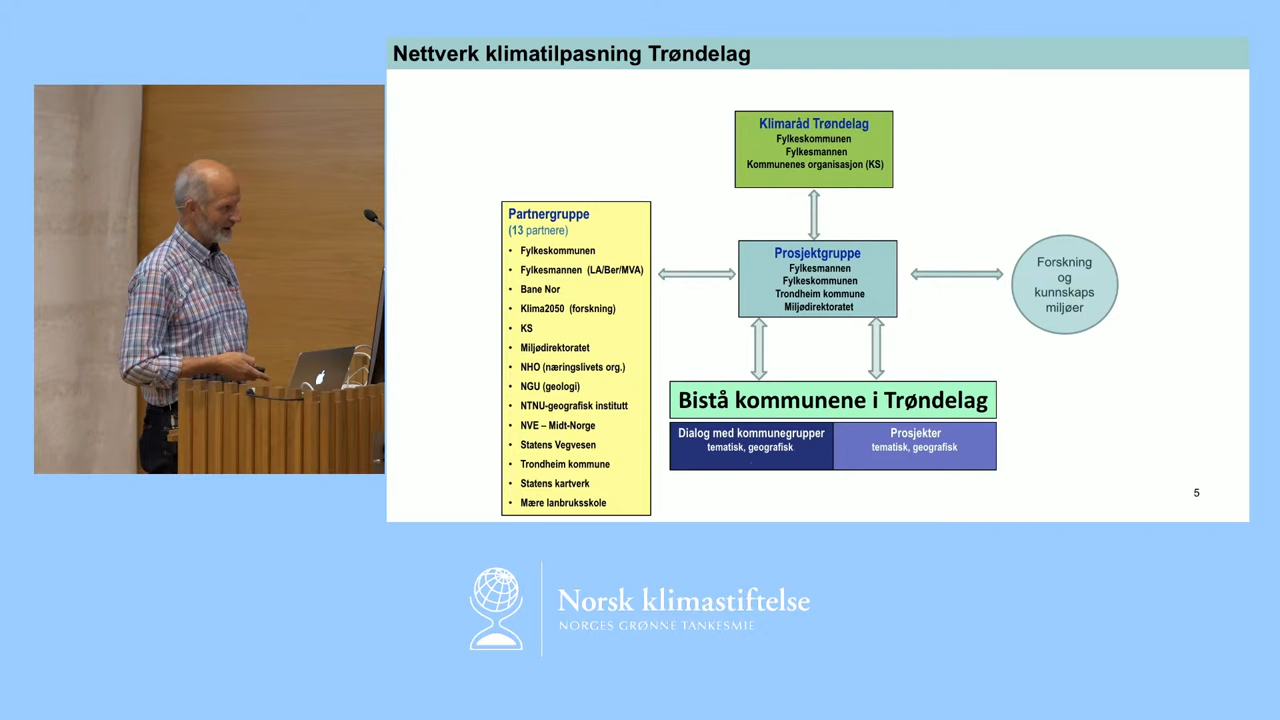 Nettverk klimatilpasning Trøndelag
Klimaråd Trøndelag
Fylkeskommunen
Fylkesmannen
Kommunenes organisasjon (KS)
Partnergruppe
(13 partnere)
• Fylkeskommunen
• Fylkesmannen (LA/Ber/MVA)
• Bane Nor
• Klima2050 (forskning)
• KS
• Miljødirektoratet
• NHO (næringslivets org.)
• NGU (geologi)
• NTNU-geografisk institutt
• NVE – Midt-Norge
• Statens Vegvesen
• Trondheim kommune
• Statens kartverk
• Mære lanbruksskole
Prosjektgruppe
Fylkesmannen
Fylkeskommunen
Trondheim kommune
Miljødirektoratet
Forskning
og
kunnskaps
miljøer
Bistå kommunene i Trøndelag
Dialog med kommunegrupper
tematisk, geografisk
Prosjekter
tematisk, geografisk
5
Norsk klimastiftelse
NORGES GRØNNE TANKESMIE